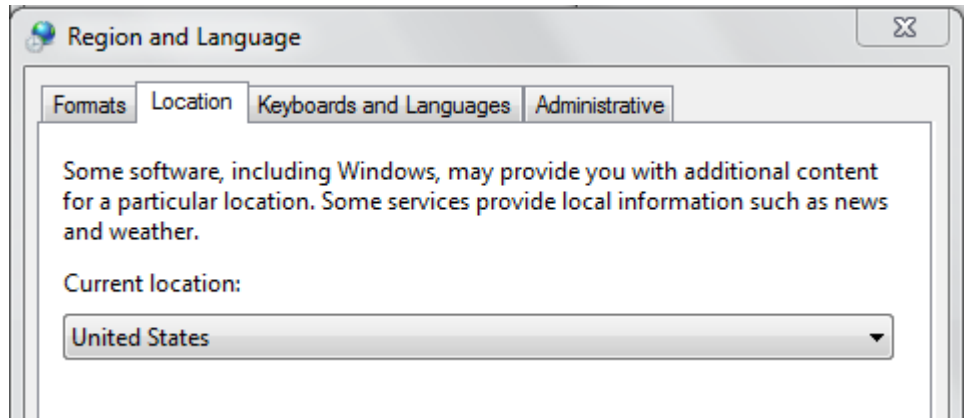 Region and Language
Formats Location Keyboards and Languages Administrative
Some software, including Windows, may provide you with additional content
for a particular location. Some services provide local information such as news
and weather.
Current location:
United States